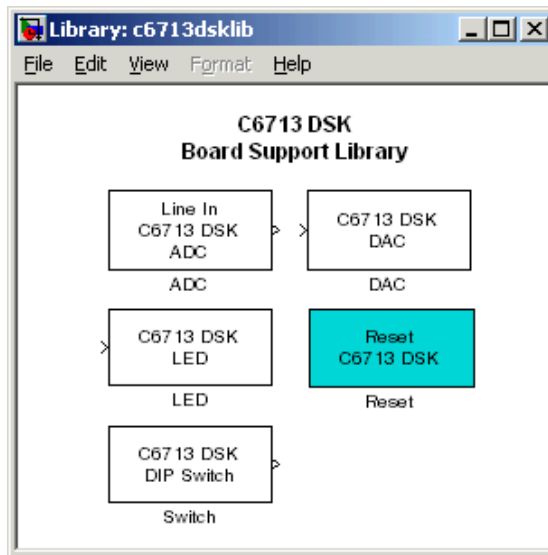 Library: c6713dsklib
File Edit View Format Help
C6713 DSK
Board Support Library
Line In
C6713 DSK
ADC
ADC
C6713 DSK
DAC
DAC
C6713 DSK
LED
LED
Reset
C6713 DSK
Reset
C6713 DSK
DIP Switch
Switch